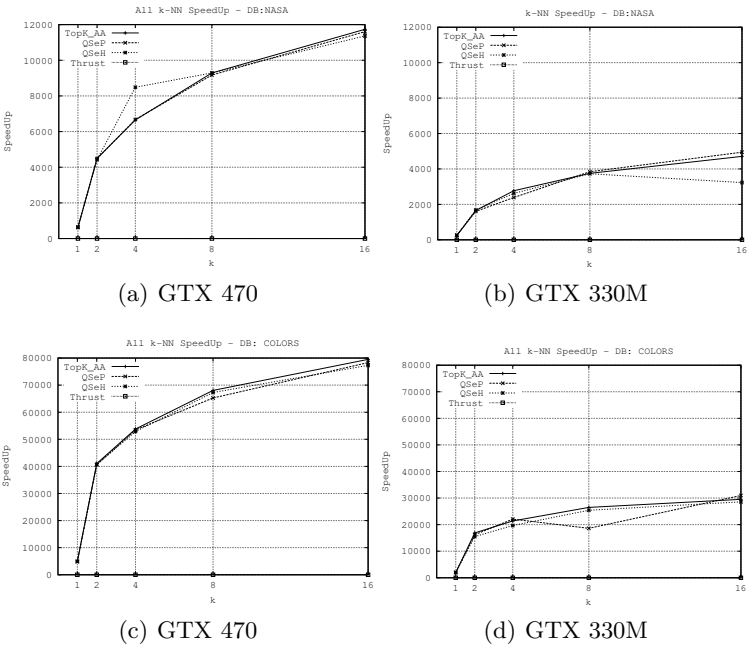 All k-NN SpeedUp - DB:NASA
12000
10000
8000
6000
4000
2000
0
SpeedUp
TopK_AA
QSeP
QSeH
Thrust
1 2 4 8 16
k
(a) GTX 470
All k-NN SpeedUp - DB:NASA
12000
10000
8000
6000
4000
2000
0
SpeedUp
TopK_AA
QSeP
QSeH
Thrust
1 2 4 8 16
k
(b) GTX 330M
All k-NN SpeedUp - DB: COLORS
80000
70000
60000
50000
40000
30000
20000
10000
0
SpeedUp
TopK_AA
QSeP
QSeH
Thrust
1 2 4 8 16
k
(c) GTX 470
All k-NN SpeedUp - DB: COLORS
80000
70000
60000
50000
40000
30000
20000
10000
0
SpeedUp
TopK_AA
QSeP
QSeH
Thrust
1 2 4 8 16
k
(d) GTX 330M